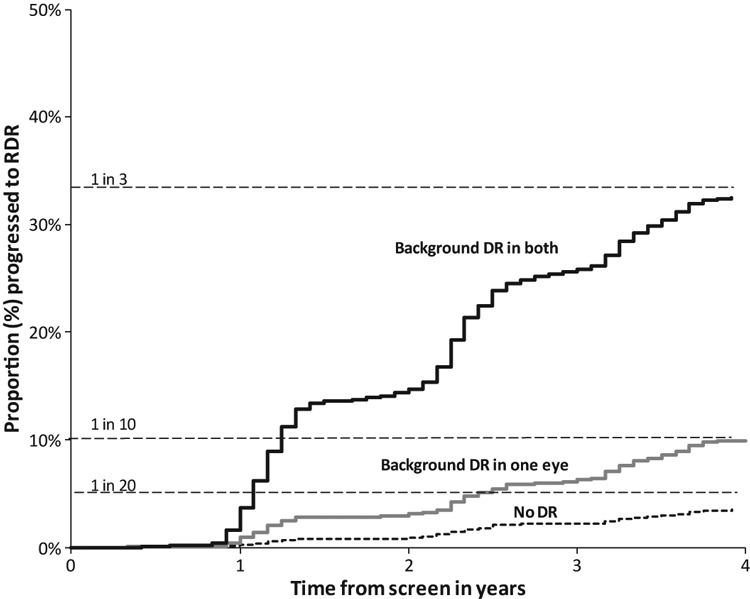 50%
40%
30%
20%
10%
0%
Proportion (%) progressed to RDR
1 in 3
Background DR in both
1 in 10
Background DR in one eye
1 in 20
No DR
0
1
2
3
4
Time from screen in years